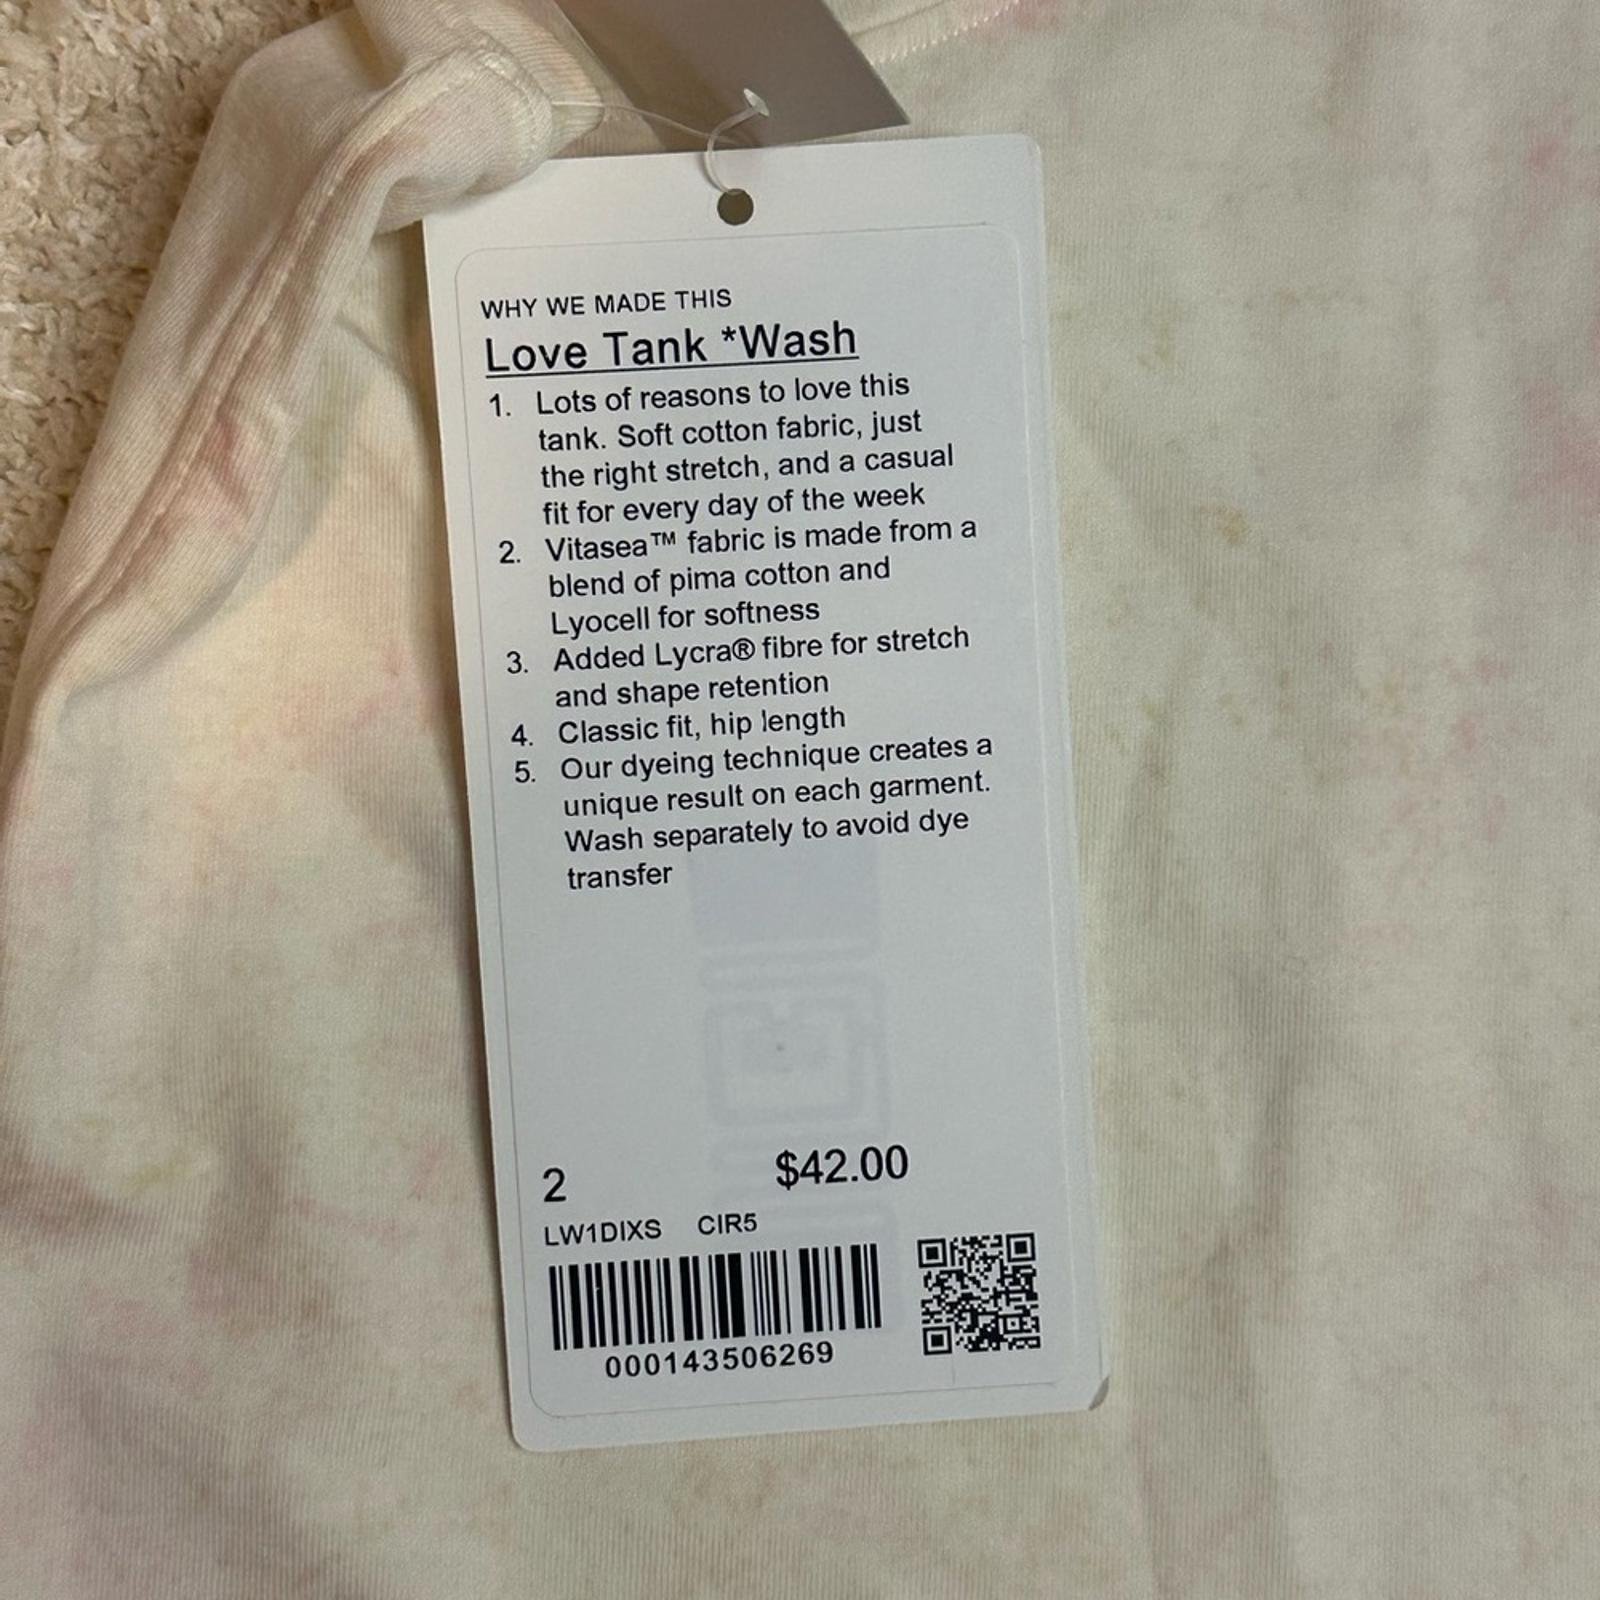 WHY WE MADE THIS
Love Tank *Wash
1. Lots of reasons to love this
tank. Soft cotton fabric, just
the right stretch, and a casual
fit for every day of the week
2. Vitasea™ fabric is made from a
blend of pima cotton and
Lyocell for softness
3. Added Lycra® fibre for stretch
and shape retention
4. Classic fit, hip length
5. Our dyeing technique creates a
unique result on each garment.
Wash separately to avoid dye
transfer
2 $42.00
LW1DIXS CIR5
000143506269